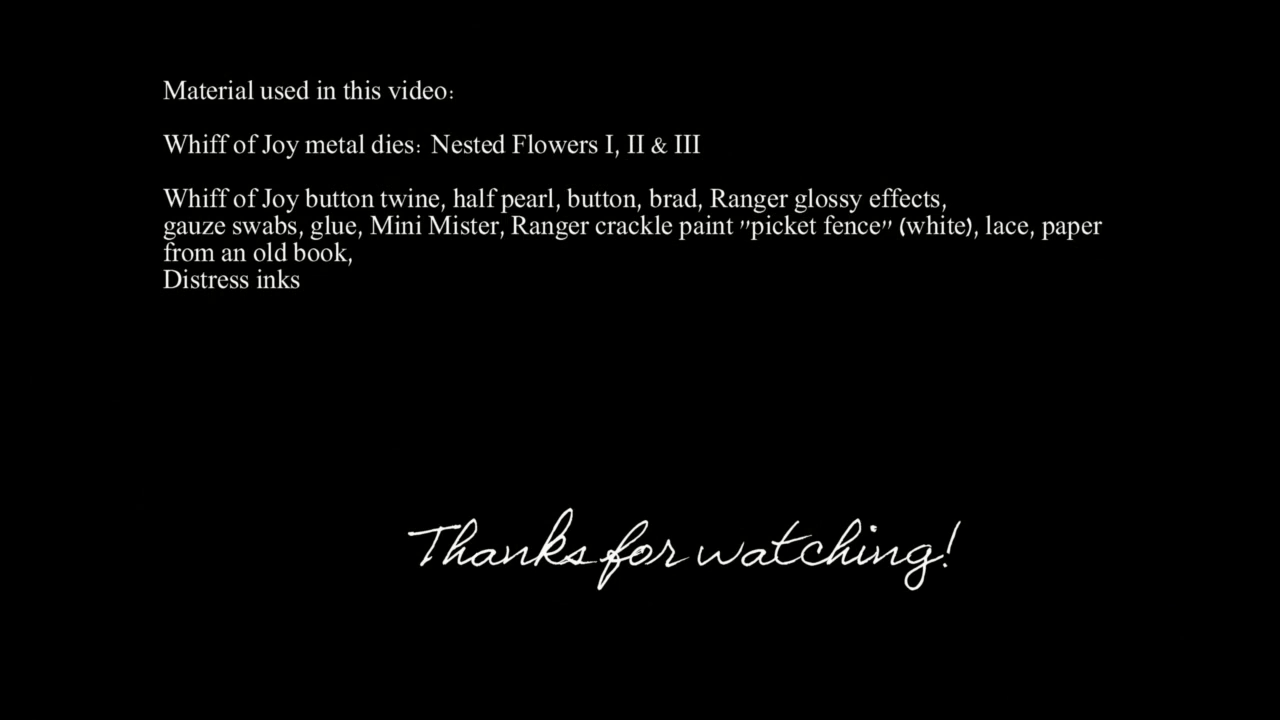 Material used in this video:
Whiff of Joy metal dies: Nested Flowers I, II & III
Whiff of Joy button twine, half pearl, button, brad, Ranger glossy effects,
gauze swabs, glue, Mini Mister, Ranger crackle paint "picket fence" (white), lace, paper
from an old book,
Distress inks
Thanks for watching!